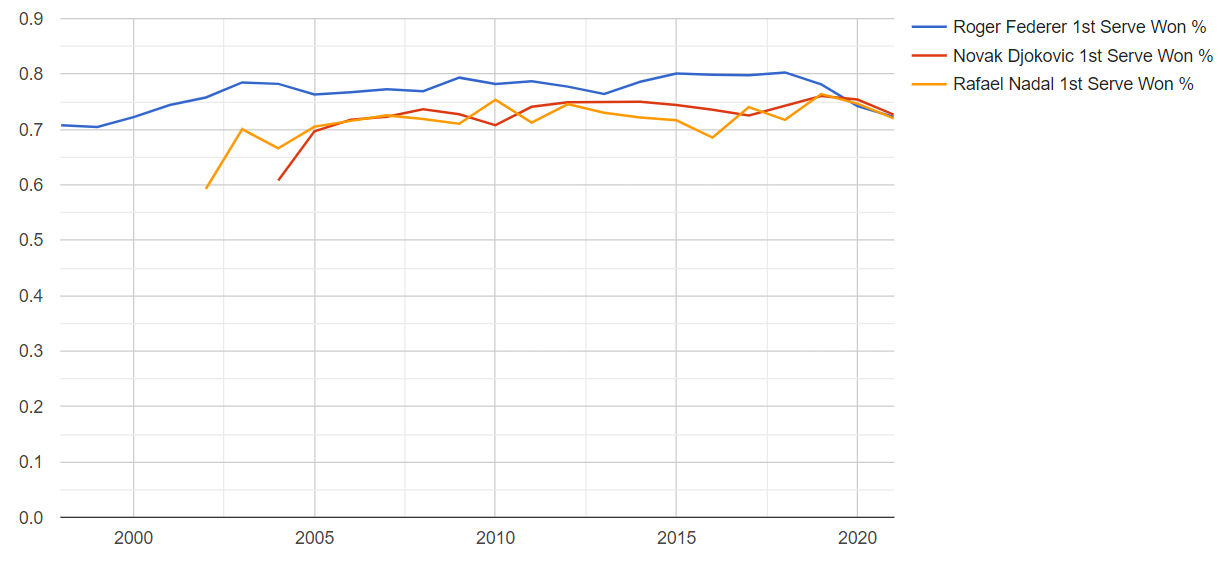 0.9
0.8
0.7
0.6
0.5
0.4
0.3
0.2
0.1
0.0
2000 2005 2010 2015 2020
Roger Federer 1st Serve Won %
Novak Djokovic 1st Serve Won %
Rafael Nadal 1st Serve Won %